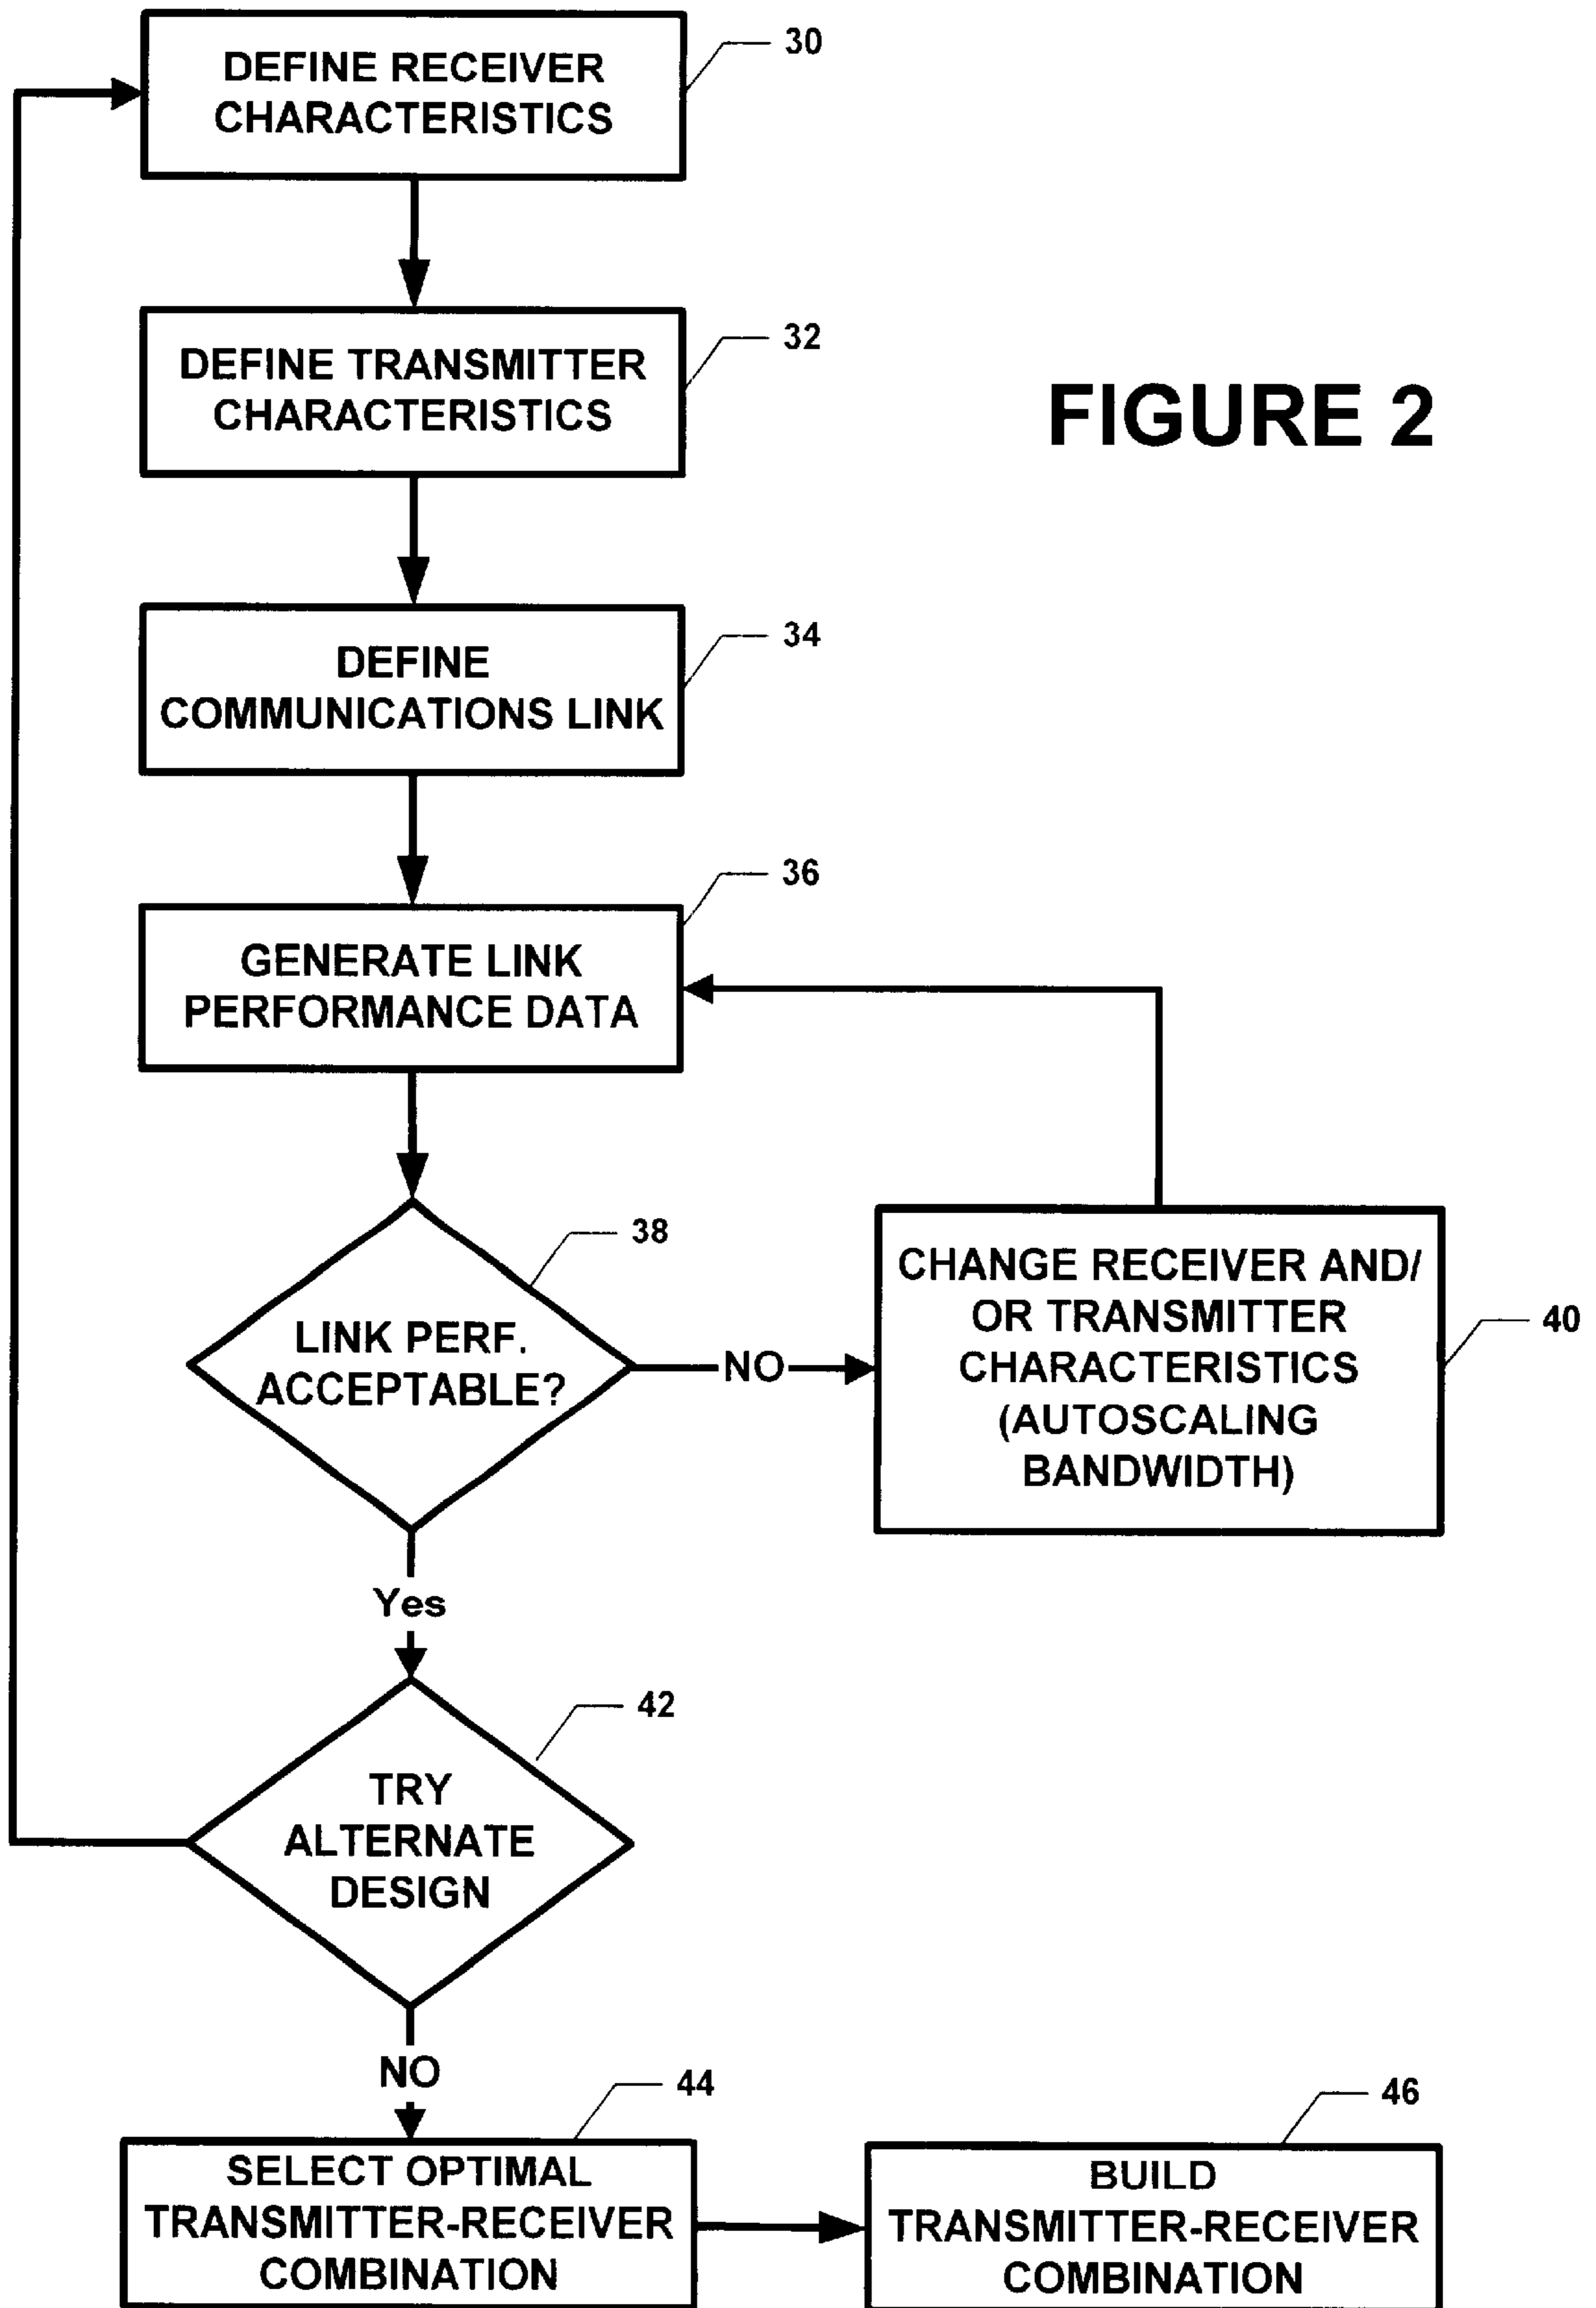 DEFINE RECEIVER
CHARACTERISTICS
30
DEFINE TRANSMITTER
CHARACTERISTICS
32
FIGURE 2
DEFINE
COMMUNICATIONS LINK
34
GENERATE LINK
PERFORMANCE DATA
36
LINK PERF.
ACCEPTABLE?
38
NO
CHANGE RECEIVER AND/
OR TRANSMITTER
CHARACTERISTICS
(AUTOSCALING
BANDWIDTH)
40
Yes
TRY
ALTERNATE
DESIGN
42
NO
SELECT OPTIMAL
TRANSMITTER-RECEIVER
COMBINATION
44
BUILD
TRANSMITTER-RECEIVER
COMBINATION
46